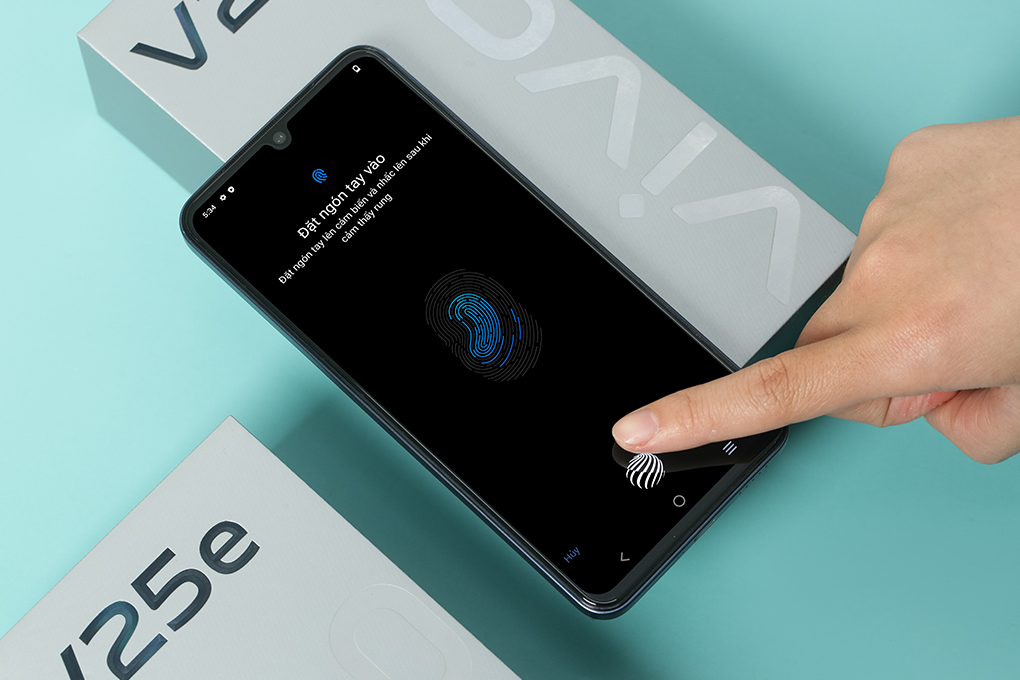 5:34
Đặt ngón tay vào
Đặt ngón tay lên cảm biến và nhấc lên sau khi
cảm thấy rung
Hủy
vivo
V25e